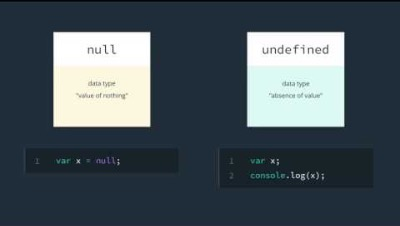 null
data type
"value of nothing"
1 var x = null;
undefined
data type
"absence of value"
1 var x;
2 console.log(x);